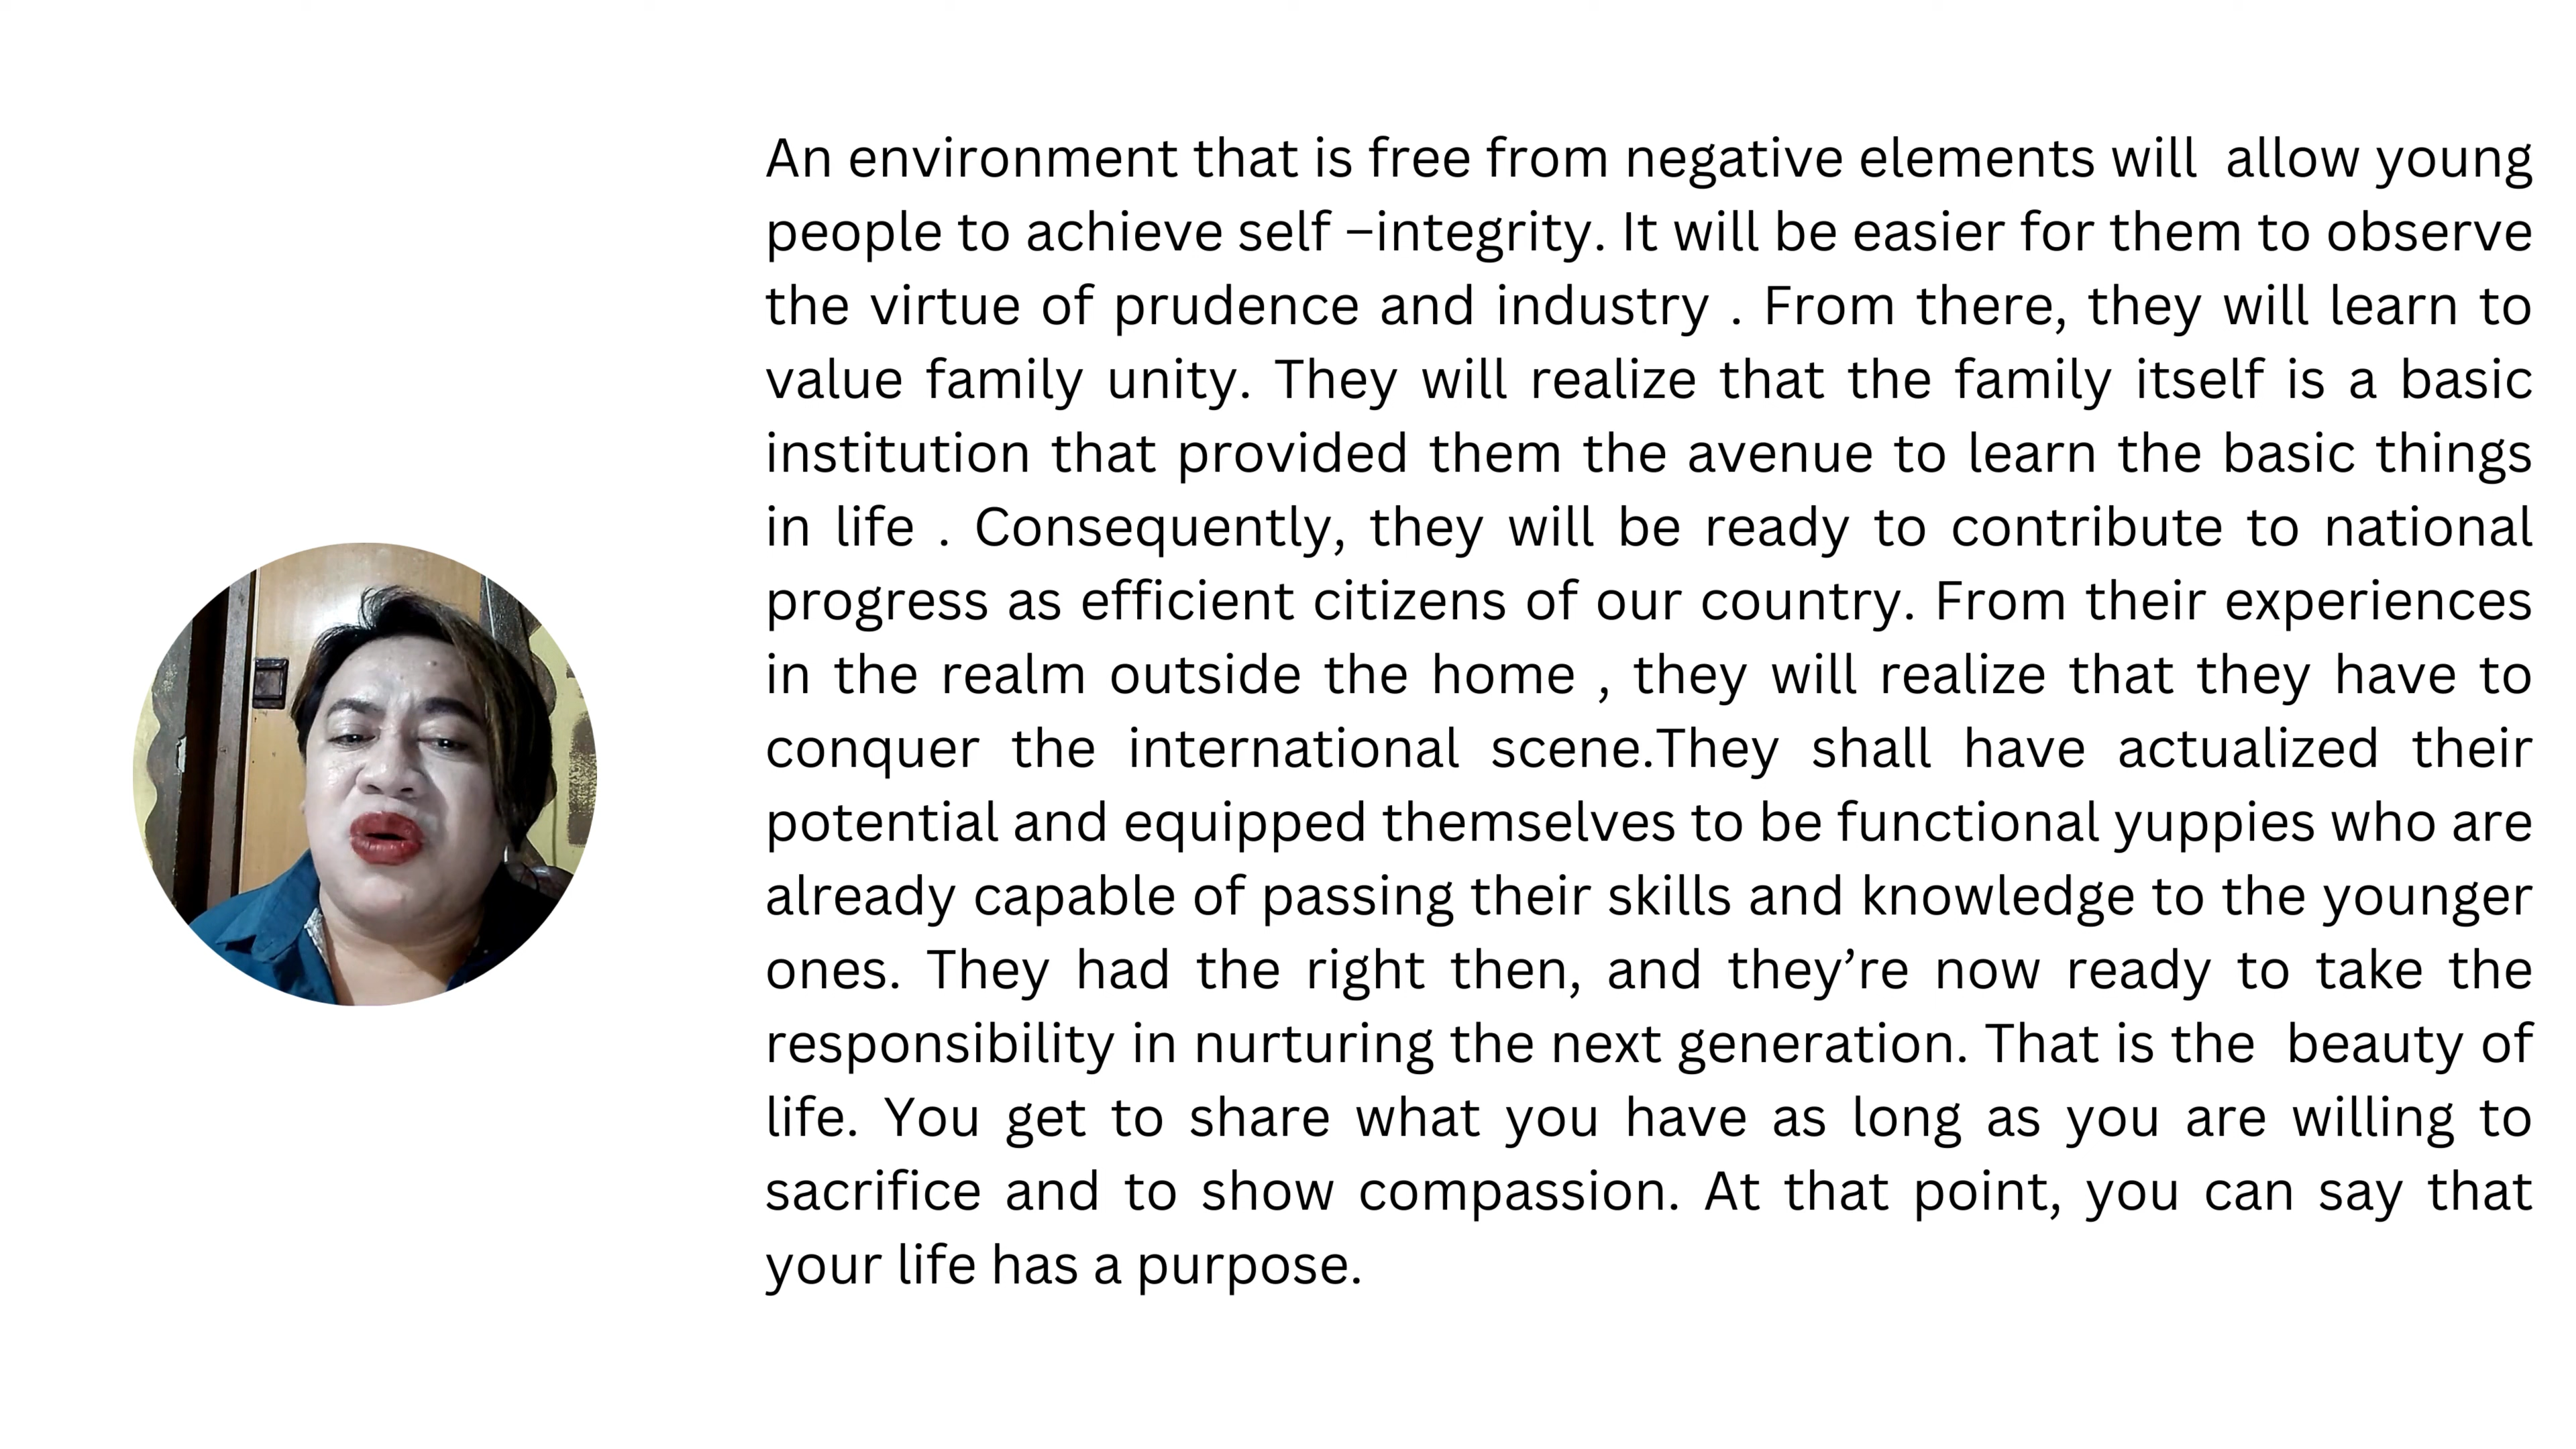 An environment that is free from negative elements will  allow young
people to achieve self –integrity. It will be easier for them to observe
the virtue of prudence and industry . From there, they will learn to
value family unity. They will realize that the family itself is a basic
institution that provided them the avenue to learn the basic things
in life . Consequently, they will be ready to contribute to national
progress as efficient citizens of our country. From their experiences
in the realm outside the home , they will realize that they have to
conquer the international scene.They shall have actualized their
potential and equipped themselves to be functional yuppies who are
already capable of passing their skills and knowledge to the younger
ones. They had the right then, and they’re now ready to take the
responsibility in nurturing the next generation. That is the  beauty of
life. You get to share what you have as long as you are willing to
sacrifice and to show compassion. At that point, you can say that
your life has a purpose.